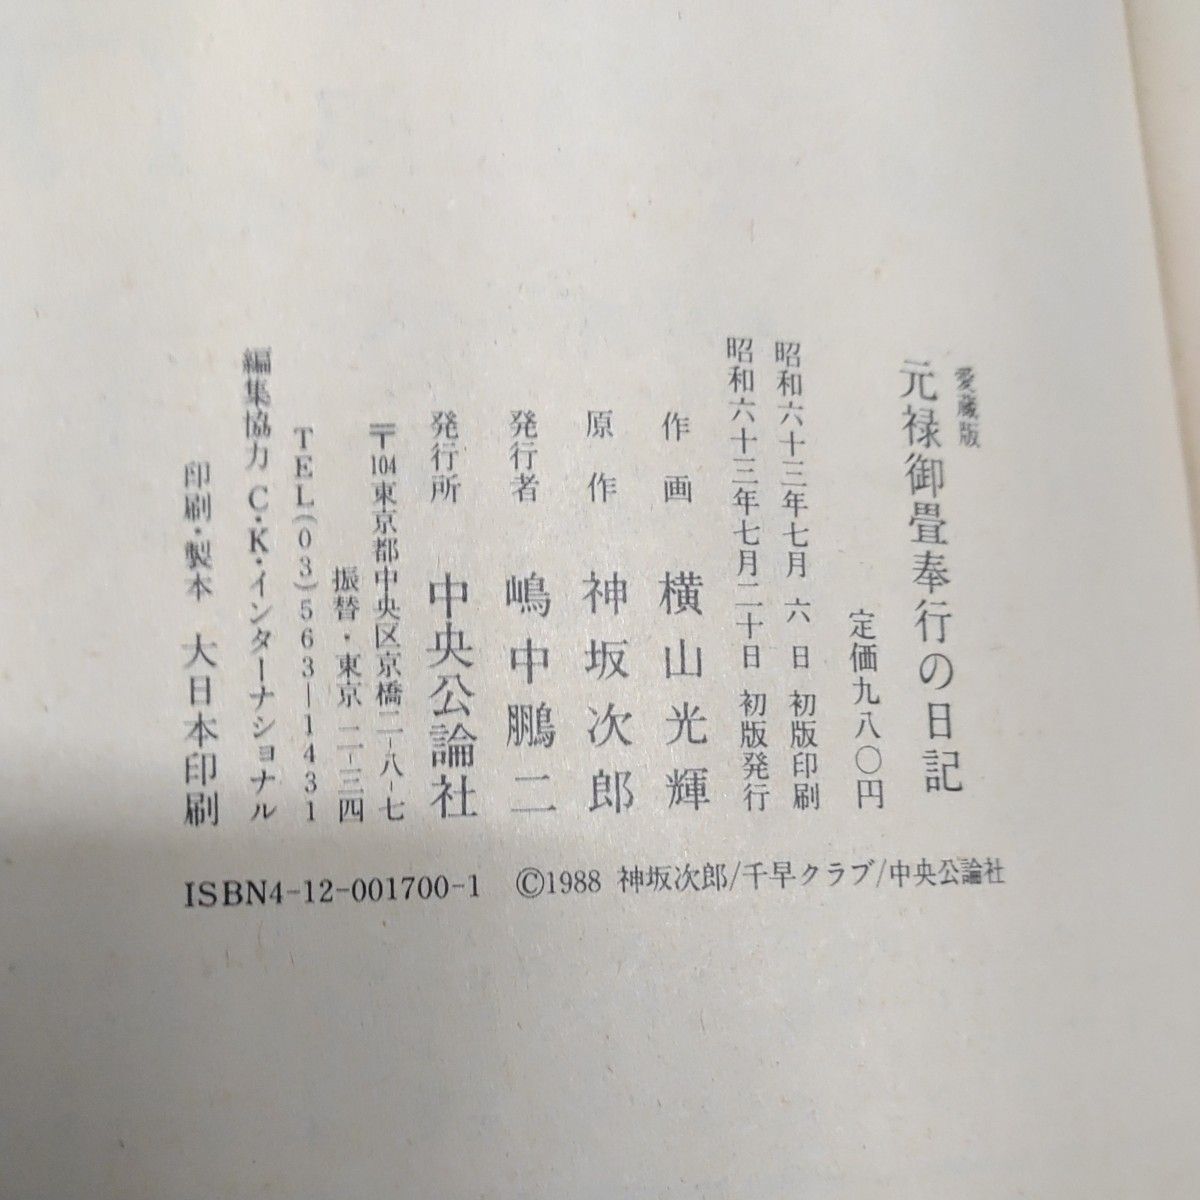 愛蔵版
元禄御畳奉行の日記
定価九八〇円
昭和六十三年七月 六 日 初版印刷
昭和六十三年七月二十日 初版発行
作画 横山光輝
原作 神坂次郎
発行者 嶋中鵬二
発行所 中央公論社
〒104東京都中央区京橋二-八-七
振替・東京 二-三四
TEL(03)563-1431
編集協力 C・K・インターナショナル
印刷・製本 大日本印刷
ISBN4-12-001700-1 ©1988 神坂次郎/千早クラブ/中央公論社